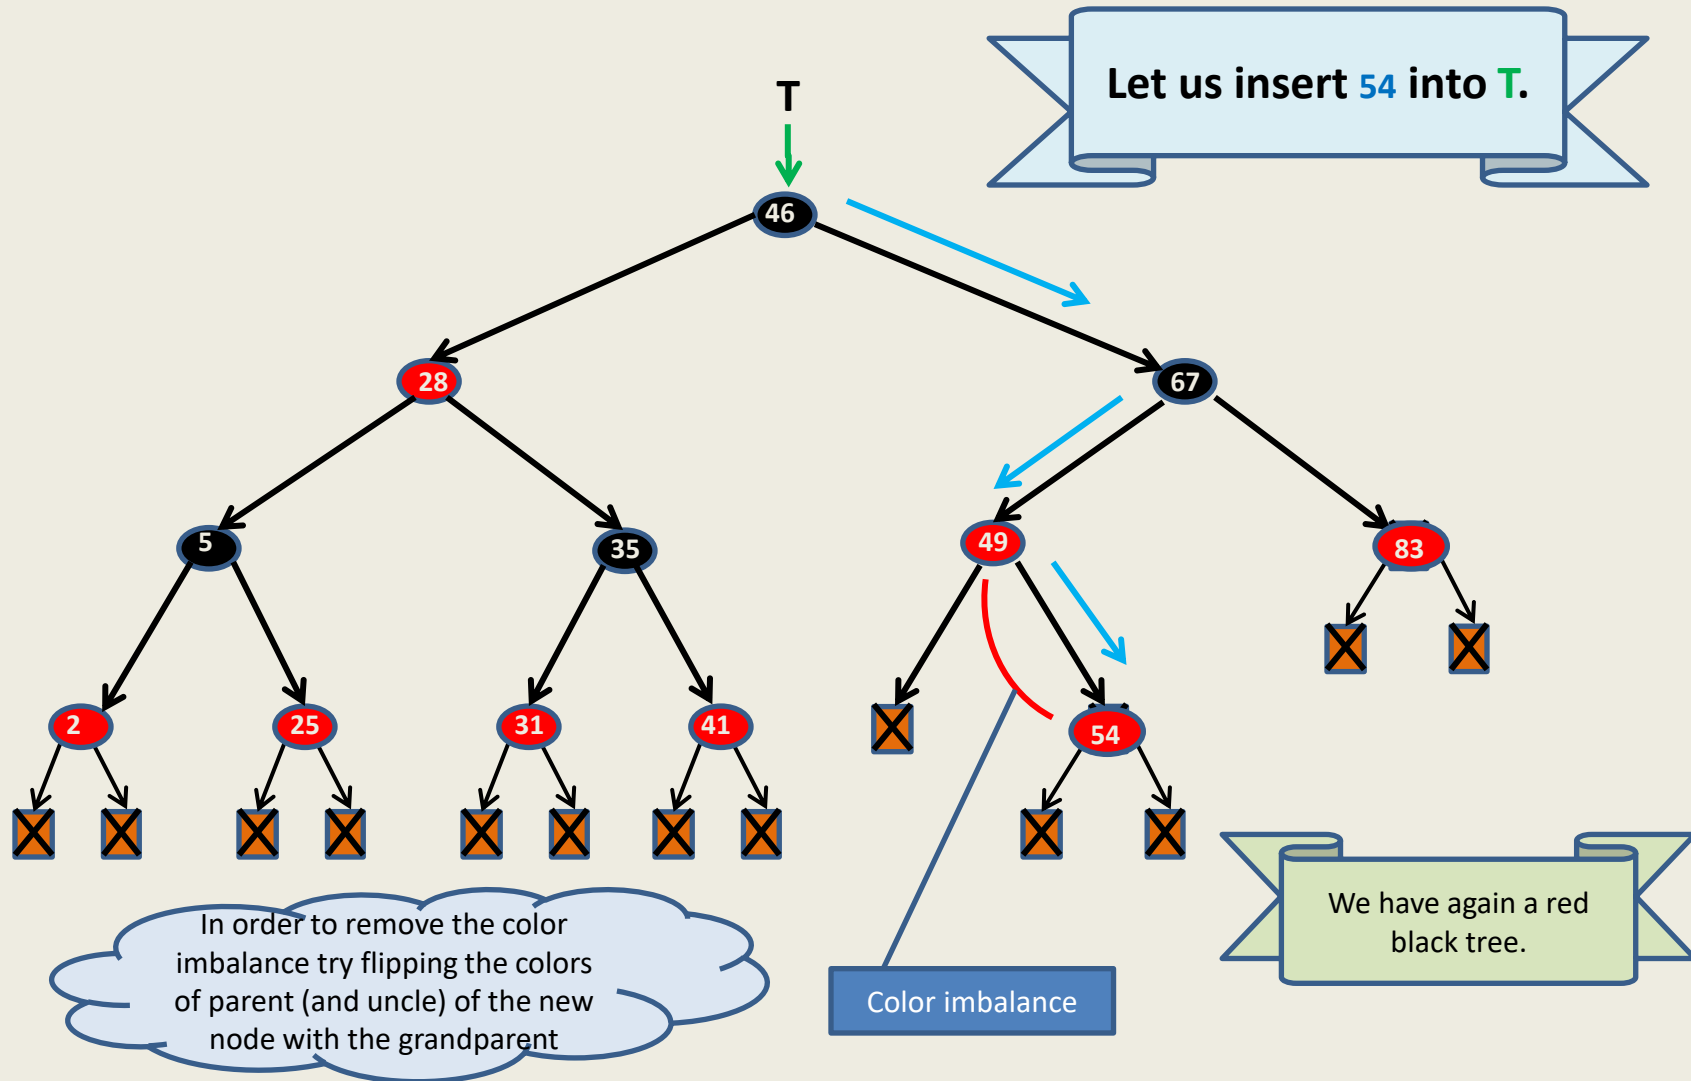 Let us insert 54 into T.
T
46
28
67
5
35
49
83
2
25
31
41
54
In order to remove the color
imbalance try flipping the colors
of parent (and uncle) of the new
node with the grandparent
Color imbalance
We have again a red
black tree.